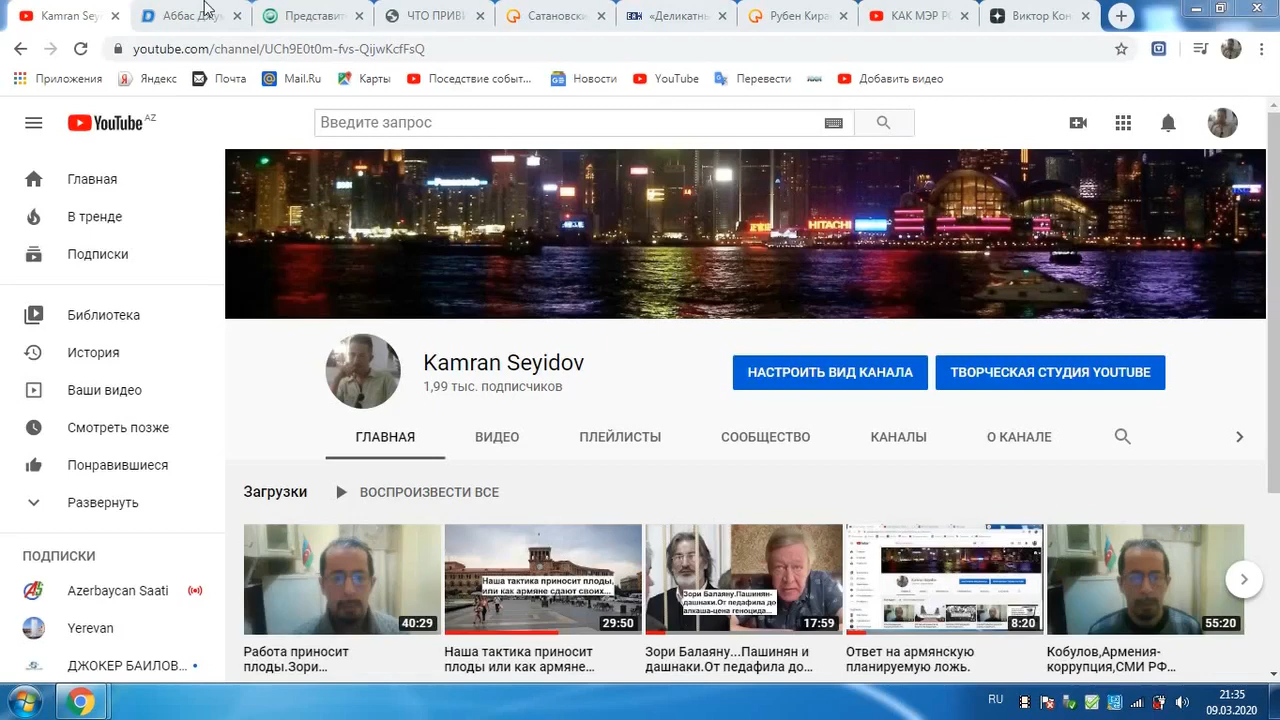 Kamran Sey
Аббас Д
Представите
ЧТО ПРИВ
Сатановск
«Деликатны
Рубен Кира
КАК МЭР Р
Виктор Кон
youtube.com/channel/UCh9E0t0m-fvs-QijwKcfFsQ
Приложения
Яндекс
Почта
Mail.Ru
Карты
Посдествие событ...
Новости
YouTube
Перевести
Добавить видео
YouTube AZ
Введите запрос
Главная
В тренде
Подписки
Библиотека
История
Ваши видео
Смотреть позже
Понравившиеся
Развернуть
ПОДПИСКИ
Azerbaycan Saati
Yerevan
ДЖОКЕР БАИЛОВ...
HITACHI
Kamran Seyidov
1,99 тыс. подписчиков
НАСТРОИТЬ ВИД КАНАЛА
ТВОРЧЕСКАЯ СТУДИЯ YOUTUBE
ГЛАВНАЯ
ВИДЕО
ПЛЕЙЛИСТЫ
СООБЩЕСТВО
КАНАЛЫ
О КАНАЛЕ
Загрузки
ВОСПРОИЗВЕСТИ ВСЕ
40:29
Работа приносит
плоды.Зори...
Наша тактика приносит плоды,
или как армяне сдают своих...
29:50
Наша тактика приносит
плоды или как армяне...
Зори Балаяну.Пашинян-
дашнаки.От педафила до
алкаша-цена геноцида...
17:59
Зори Балаяну...Пашинян и
дашнаки.От педафила до...
8:20
Ответ на армянскую
планируемую ложь.
55:20
Кобулов,Армения-
коррупция,СМИ РФ...
RU
21:35
09.03.2020